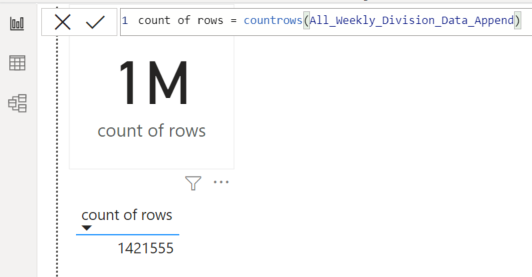 1 count of rows = countrows(All_Weekly_Division_Data_Append)
1M
count of rows
count of rows
1421555